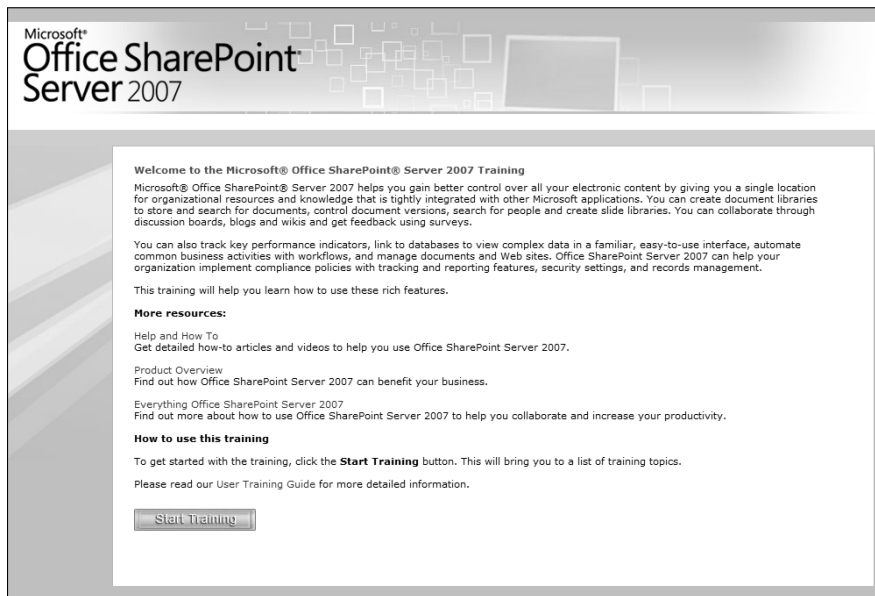 Microsoft®
Office SharePoint®
Server 2007
Welcome to the Microsoft® Office SharePoint® Server 2007 Training
Microsoft® Office SharePoint® Server 2007 helps you gain better control over all your electronic content by giving you a single location
for organizational resources and knowledge that is tightly integrated with other Microsoft applications. You can create document libraries
to store and search for documents, control document versions, search for people and create slide libraries. You can collaborate through
discussion boards, blogs and wikis and get feedback using surveys.
You can also track key performance indicators, link to databases to view complex data in a familiar, easy-to-use interface, automate
common business activities with workflows, and manage documents and Web sites. Office SharePoint Server 2007 can help your
organization implement compliance policies with tracking and reporting features, security settings, and records management.
This training will help you learn how to use these rich features.
More resources:
Help and How To
Get detailed how-to articles and videos to help you use Office SharePoint Server 2007.
Product Overview
Find out how Office SharePoint Server 2007 can benefit your business.
Everything Office SharePoint Server 2007
Find out more about how to use Office SharePoint Server 2007 to help you collaborate and increase your productivity.
How to use this training
To get started with the training, click the Start Training button. This will bring you to a list of training topics.
Please read our User Training Guide for more detailed information.
Start Training